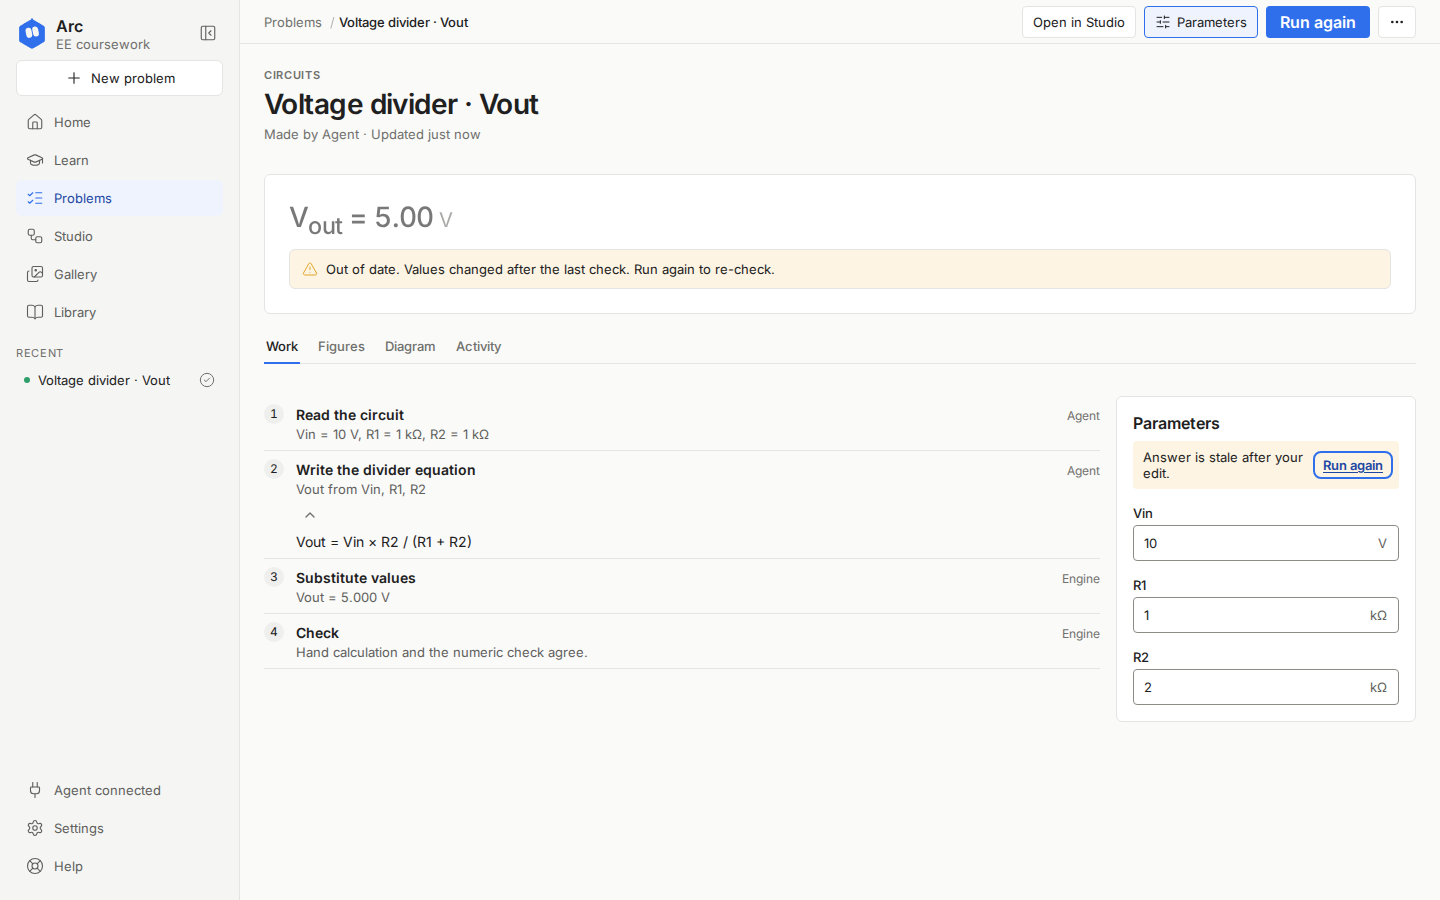 Arc
EE coursework
New problem
Home
Learn
Problems
Studio
Gallery
Library
RECENT
Voltage divider · Vout
Agent connected
Settings
Help
Problems / Voltage divider · Vout
Open in Studio
Parameters
Run again
CIRCUITS
Voltage divider · Vout
Made by Agent · Updated just now
Vout = 5.00 V
Out of date. Values changed after the last check. Run again to re-check.
Work Figures Diagram Activity
1 Read the circuit Agent
Vin = 10 V, R1 = 1 kΩ, R2 = 1 kΩ
2 Write the divider equation Agent
Vout from Vin, R1, R2
Vout = Vin × R2 / (R1 + R2)
3 Substitute values Engine
Vout = 5.000 V
4 Check Engine
Hand calculation and the numeric check agree.
Parameters
Answer is stale after your
edit.
Run again
Vin
10 V
R1
1 kΩ
R2
2 kΩ